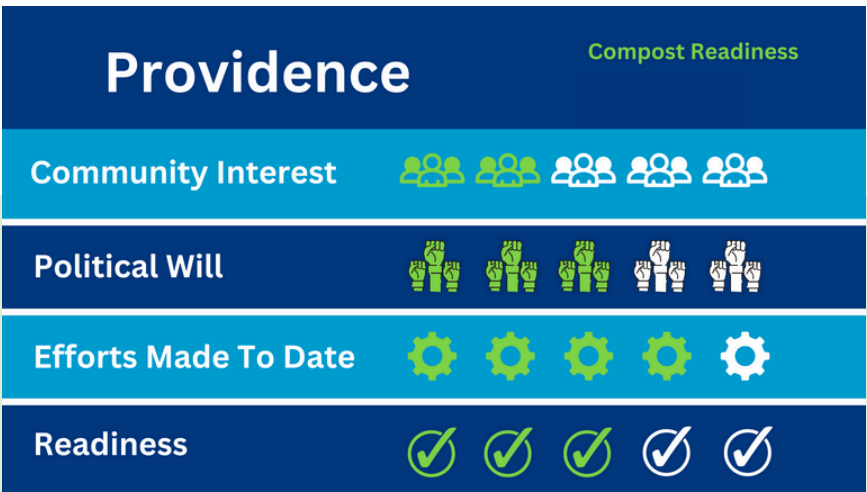 Providence
Compost Readiness
Community Interest
Political Will
Efforts Made To Date
Readiness